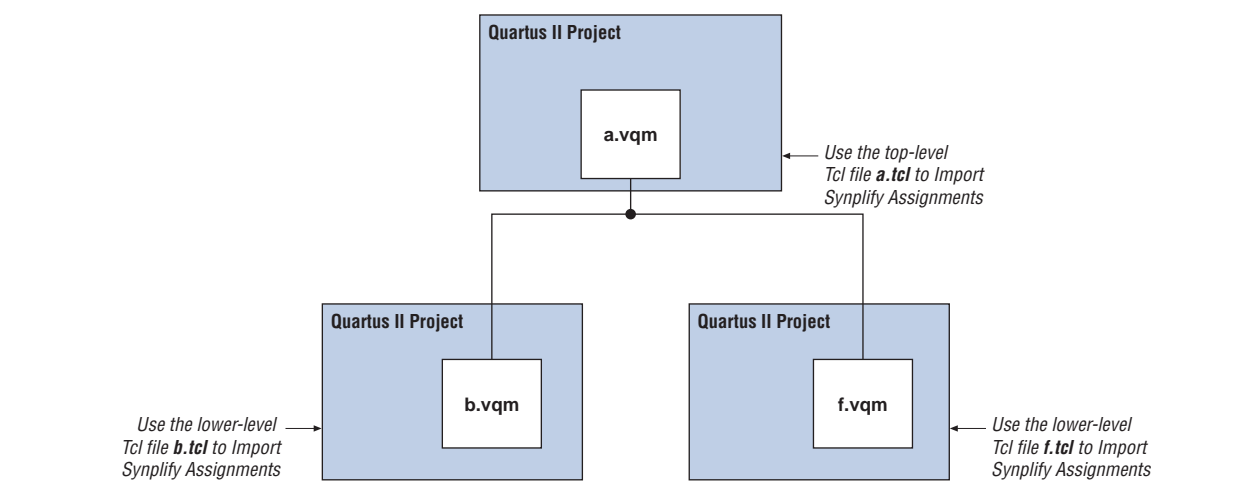 Quartus II Project
a.vqm
Use the top-level
Tcl file a.tcl to Import
Synplify Assignments
Quartus II Project
b.vqm
Use the lower-level
Tcl file b.tcl to Import
Synplify Assignments
Quartus II Project
f.vqm
Use the lower-level
Tcl file f.tcl to Import
Synplify Assignments